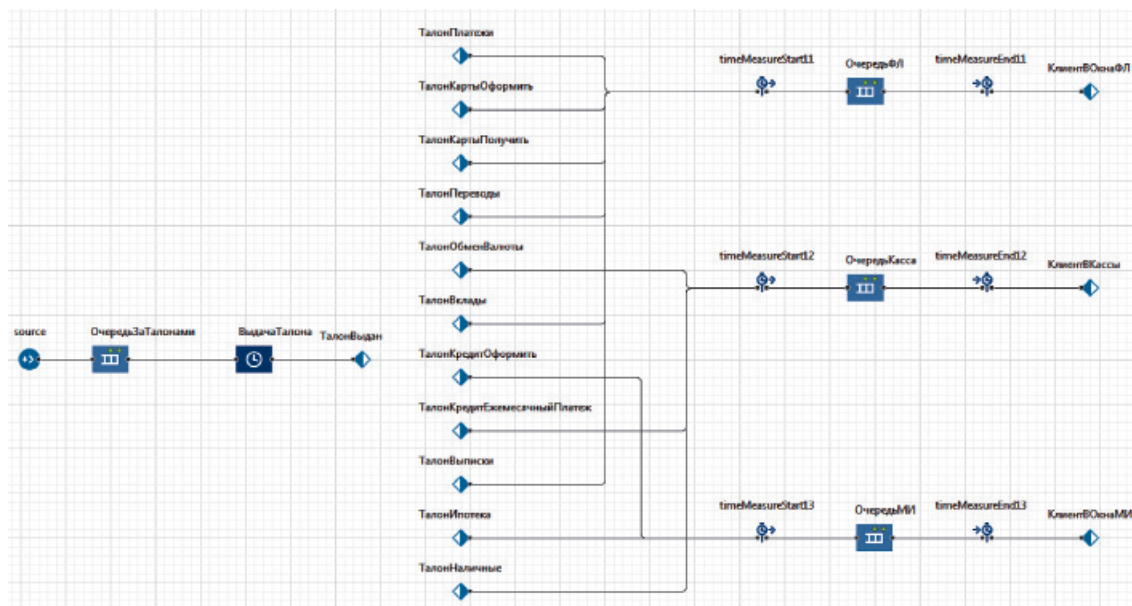 ТалонПлатежи
timeMeasureStart11
ОчередьФЛ
timeMeasureEnd11
КлиентВОкнаФЛ
ТалонКартыОформить
ТалонКартыПолучить
ТалонПереводы
ТалонОбменВалюты
timeMeasureStart12
ОчередьКасса
timeMeasureEnd12
КлиентВКассы
ТалонВклады
source
ОчередьЗаТалонами
ВыдачаТалона
ТалонВыдан
ТалонКредитОформить
ТалонКредитЕжемесячныйПлатеж
ТалонВыписки
timeMeasureStart13
ОчередьМИ
timeMeasureEnd13
КлиентВОкнаМИ
ТалонИпотека
ТалонНаличные